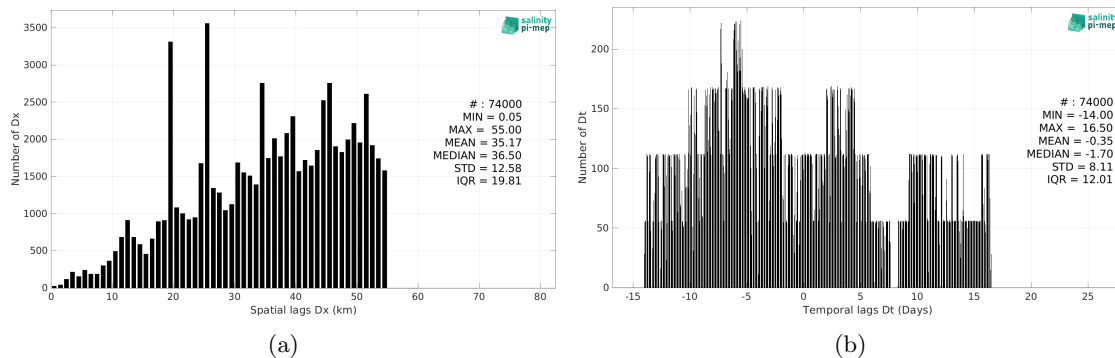 3500
3000
2500
2000
1500
1000
500
0
Number of Dx
0 10 20 30 40 50 60 70 80
Spatial lags Dx (km)
salinity
pi-mep
# : 74000
MIN = 0.05
MAX = 55.00
MEAN = 35.17
MEDIAN = 36.50
STD = 12.58
IQR = 19.81
(a)
200
150
100
50
0
Number of Dt
-15 -10 -5 0 5 10 15 20 25
Temporal lags Dt (Days)
salinity
pi-mep
# : 74000
MIN = -14.00
MAX = 16.50
MEAN = -0.35
MEDIAN = -1.70
STD = 8.11
IQR = 12.01
(b)